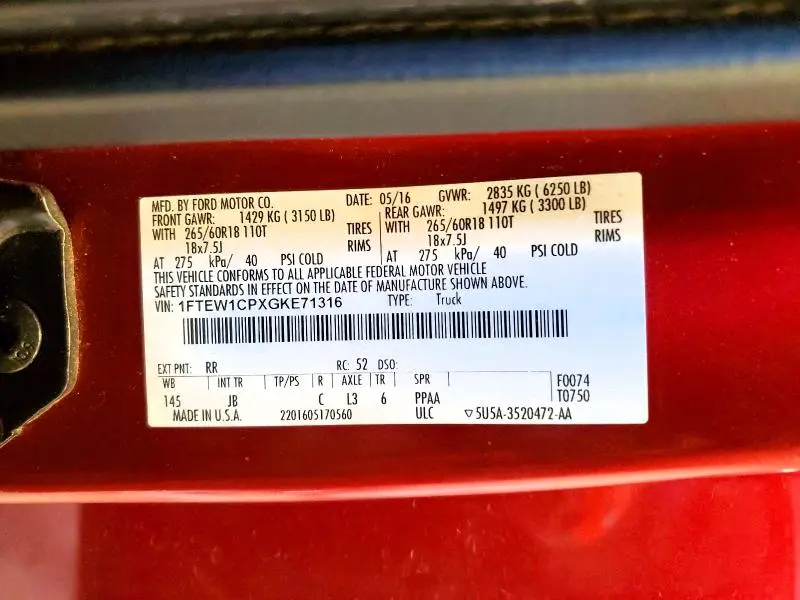 MFD. BY FORD MOTOR CO. DATE: 05/16 GVWR: 2835 KG ( 6250 LB)
FRONT GAWR: 1429 KG ( 3150 LB) REAR GAWR: 1497 KG ( 3300 LB)
WITH 265/60R18 110T TIRES WITH 265/60R18 110T TIRES
18x7.5J RIMS 18x7.5J RIMS
AT 275 kPa/ 40 PSI COLD AT 275 kPa/ 40 PSI COLD
THIS VEHICLE CONFORMS TO ALL APPLICABLE FEDERAL MOTOR VEHICLE
SAFETY STANDARDS IN EFFECT ON THE DATE OF MANUFACTURE SHOWN ABOVE.
VIN: 1FTEW1CPXGKE71316 TYPE: Truck
EXT PNT: RR RC: 52 DSO:
WB INT TR TP/PS R AXLE TR SPR F0074
145 JB C L3 6 PPAA T0750
MADE IN U.S.A. 2201605170560 ULC ▽5U5A-3520472-AA